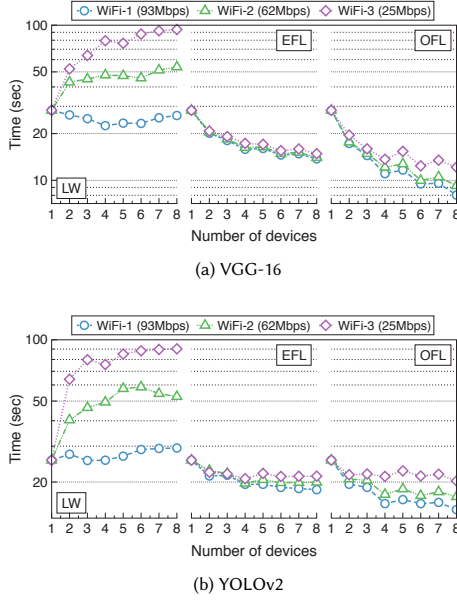 WiFi-1 (93Mbps) WiFi-2 (62Mbps) WiFi-3 (25Mbps)
100
50
20
10
Time (sec)
LW
EFL
OFL
1 2 3 4 5 6 7 8 1 2 3 4 5 6 7 8 1 2 3 4 5 6 7 8
Number of devices
(a) VGG-16
WiFi-1 (93Mbps) WiFi-2 (62Mbps) WiFi-3 (25Mbps)
100
50
20
Time (sec)
LW
EFL
OFL
1 2 3 4 5 6 7 8 1 2 3 4 5 6 7 8 1 2 3 4 5 6 7 8
Number of devices
(b) YOLOv2